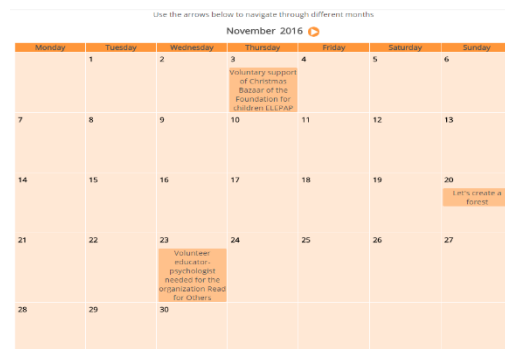 Use the arrows below to navigate through different months
November 2016
Monday Tuesday Wednesday Thursday Friday Saturday Sunday
1 2 3 4 5 6
Voluntary support
of Christmas
Bazaar of the
Foundation for
children ELEPAP
7 8 9 10 11 12 13
14 15 16 17 18 19 20
Let's create a
forest
21 22 23 24 25 26 27
Volunteer
educator-
psychologist
needed for the
organization Read
for Others
28 29 30